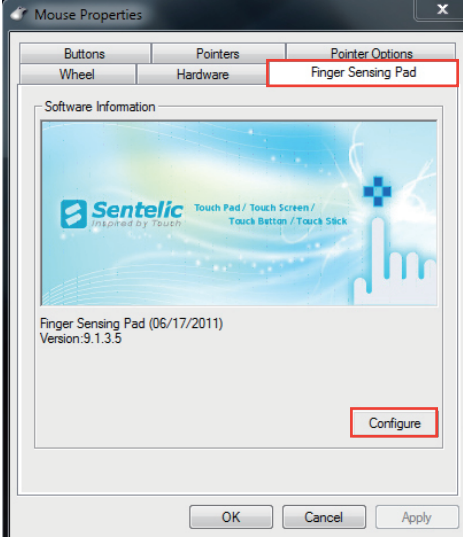 Mouse Properties
x
Buttons Pointers Pointer Options
Wheel Hardware Finger Sensing Pad
Software Information
Sentelic
Inspired by Touch
Touch Pad / Touch Screen /
Touch Button / Touch Stick
Finger Sensing Pad (06/17/2011)
Version:9.1.3.5
Configure
OK Cancel Apply